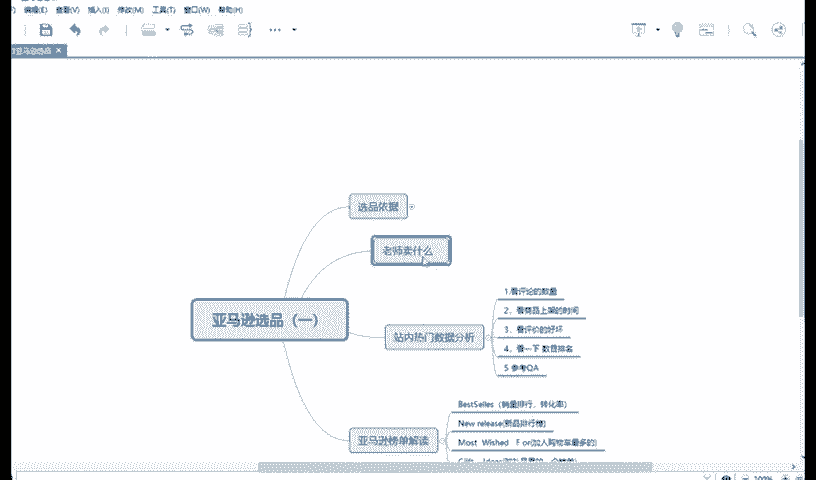 编辑(E) 查看(V) 插入(I) 修改(M) 工具(T) 窗口(W) 帮助(H)
亚马逊选品
选品依据
老师卖什么
亚马逊选品（一）
站内热门数据分析
1.看评论的数量
2、看商品上架的时间
3、看评价的好坏
4、看一下 数据排名
5 参考QA
亚马逊榜单解读
BestSelles（销量排行，转化率）
New release(新品排行榜)
Most Wished F or(加入购物车最多的)
100%